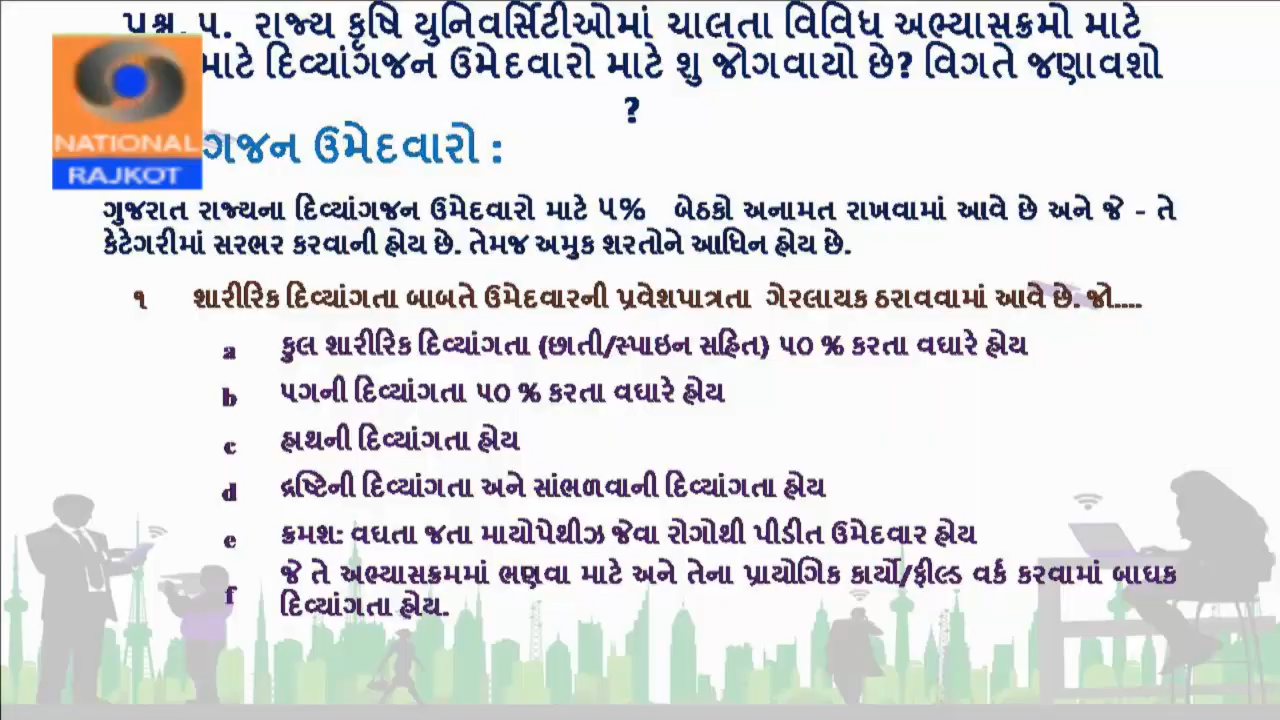 પ્રશ્ન. ૫. રાજ્ય કૃષિ યુનિવર્સિટીઓમાં ચાલતા વિવિધ અભ્યાસક્રમો માટે
માટે દિવ્યાંગજન ઉમેદવારો માટે શુ જોગવાયો છે? વિગતે જણાવશો
?
NATIONAL
RAJKOT
ગજન ઉમેદવારો :
ગુજરાત રાજ્યના દિવ્યાંગજન ઉમેદવારો માટે ૫% બેઠકો અનામત રાખવામાં આવે છે અને જે - તે
કેટેગરીમાં સરભર કરવાની હોય છે. તેમજ અમુક શરતોને આધિન હોય છે.
૧ શારીરિક દિવ્યાંગતા બાબતે ઉમેદવારની પ્રવેશપાત્રતા ગેરલાયક ઠરાવવામાં આવે છે. જો....
a કુલ શારીરિક દિવ્યાંગતા (છાતી/સ્પાઇન સહિત) ૫૦ % કરતા વધારે હોય
b પગની દિવ્યાંગતા ૫૦ % કરતા વધારે હોય
c હાથની દિવ્યાંગતા હોય
d દ્રષ્ટિની દિવ્યાંગતા અને સાંભળવાની દિવ્યાંગતા હોય
e ક્રમશ: વધતા જતા માયોપેથીઝ જેવા રોગોથી પીડીત ઉમેદવાર હોય
f જે તે અભ્યાસક્રમમાં ભણવા માટે અને તેના પ્રાયોગિક કાર્યો/ફીલ્ડ વર્ક કરવામાં બાધક
દિવ્યાંગતા હોય.